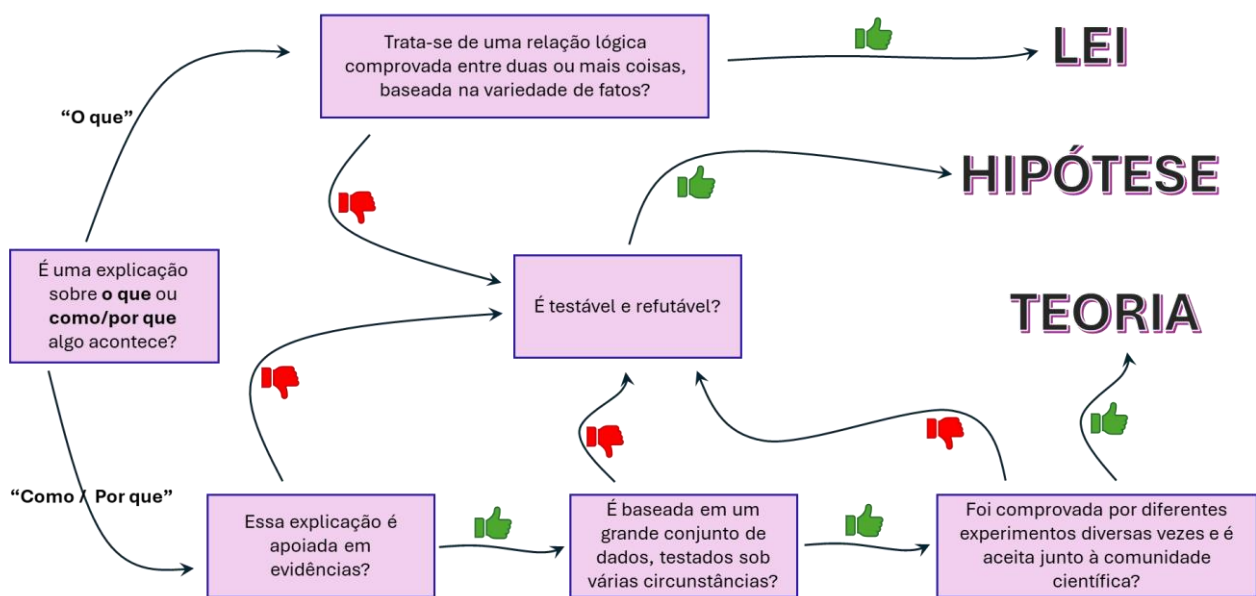 Trata-se de uma relação lógica
comprovada entre duas ou mais coisas,
baseada na variedade de fatos?
LEI
“O que”
HIPÓTESE
É uma explicação
sobre o que ou
como/por que
algo acontece?
É testável e refutável?
TEORIA
“Como / Por que”
Essa explicação é
apoiada em
evidências?
É baseada em um
grande conjunto de
dados, testados sob
várias circunstâncias?
Foi comprovada por diferentes
experimentos diversas vezes e é
aceita junto à comunidade
científica?